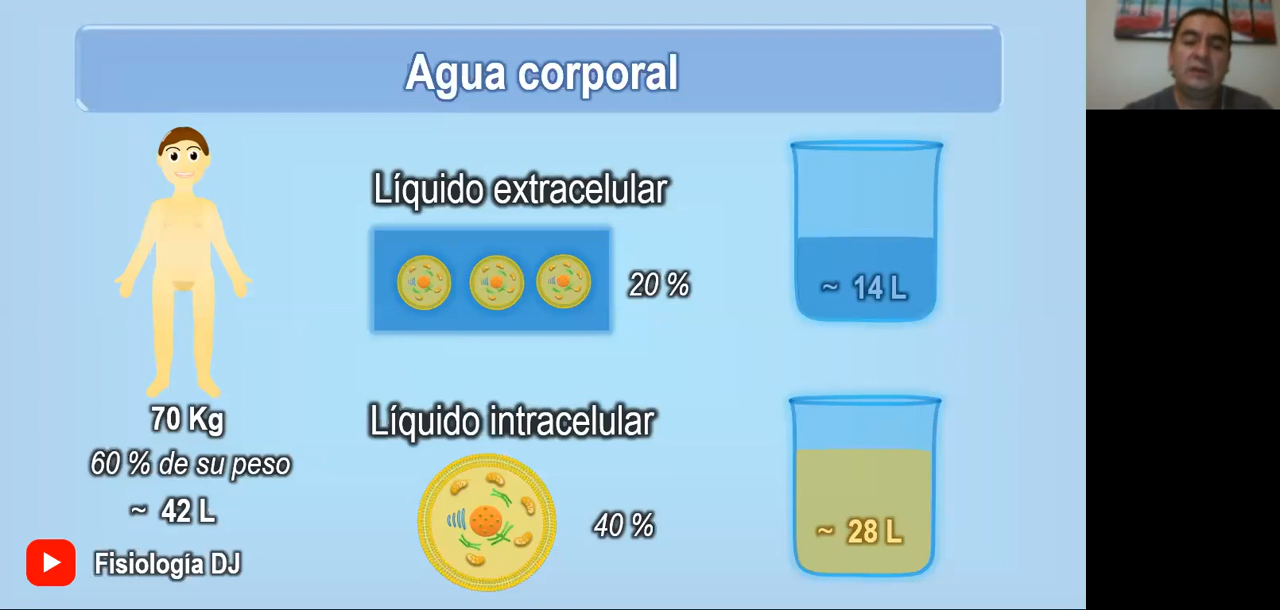 Agua corporal
Líquido extracelular
20 %
~ 14 L
70 Kg
60 % de su peso
~ 42 L
Líquido intracelular
40 %
~ 28 L
Fisiología DJ